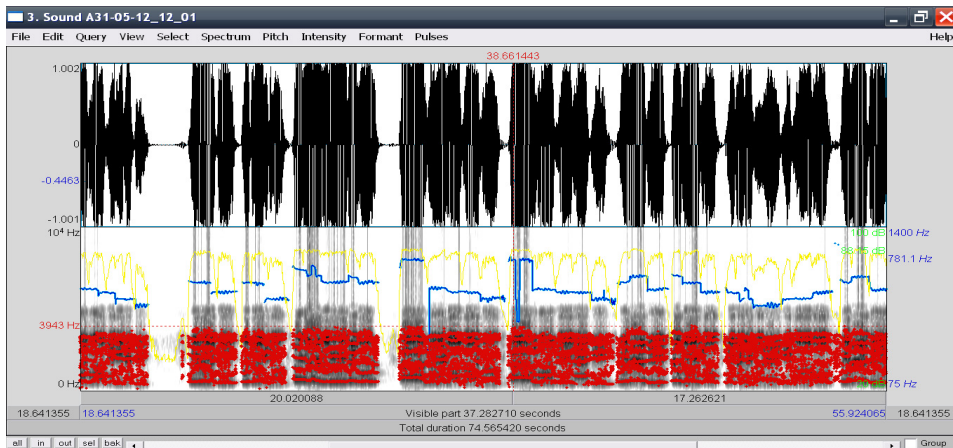 3. Sound A31-05-12_12_01
File Edit Query View Select Spectrum Pitch Intensity Formant Pulses Help
38.661443
1.002
0
-0.4463
-1.001
10⁴ Hz 100 dB 1400 Hz
781.1 Hz
3943 Hz
0 Hz 75 Hz
20.020088 17.262621
18.641355 18.641355 Visible part 37.282710 seconds 55.924065 18.641355
Total duration 74.565420 seconds
all in out sel bak Group